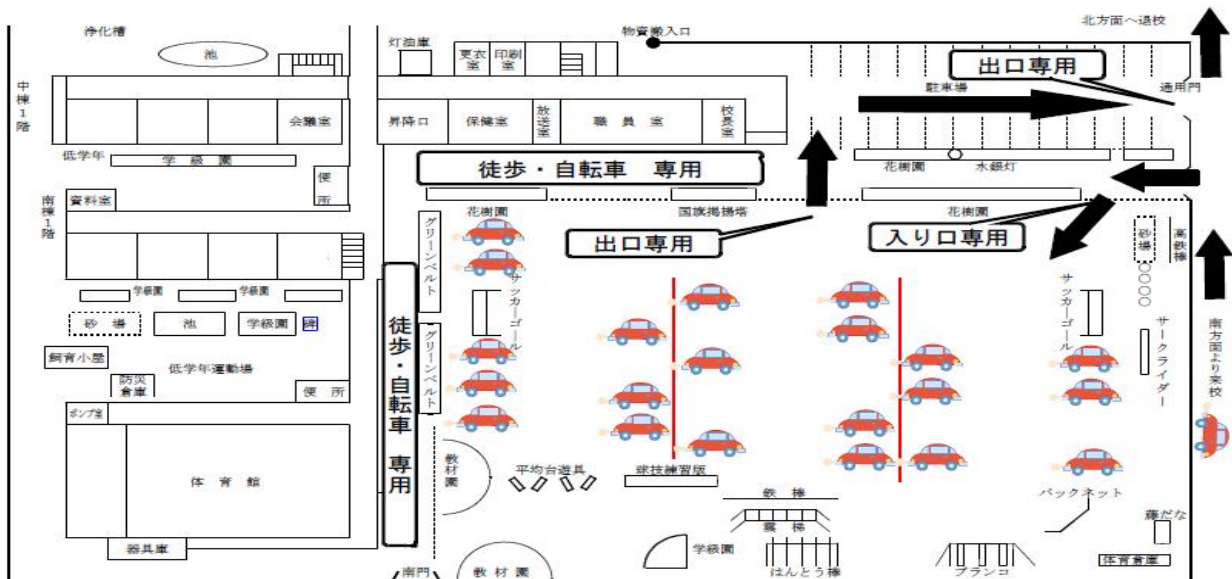 浄化槽
池
灯油庫
更衣室
印刷室
物資搬入口
北方面へ退校
出口専用
駐車場
通用門
中棟1階
会議室
昇降口
保健室
放送室
職員室
校長室
低学年
学級園
便所
徒歩・自転車 専用
花樹園
水銀灯
南棟1階
資料室
花樹園
国旗掲揚塔
花樹園
出口専用
入り口専用
砂場
高鉄棒
グリーンベルト
サッカーゴール
サッカーゴール
学級園
学級園
砂場
池
学級園
碑
徒歩・自転車 専用
グリーンベルト
サークライダー
南方面より来校
飼育小屋
防災倉庫
低学年運動場
便所
ポンプ室
体育館
教材園
平均台遊具
球技練習版
鉄棒
雲梯
バックネット
藤だな
器具庫
学級園
南門
教材園
はんとう棒
ブランコ
体育倉庫